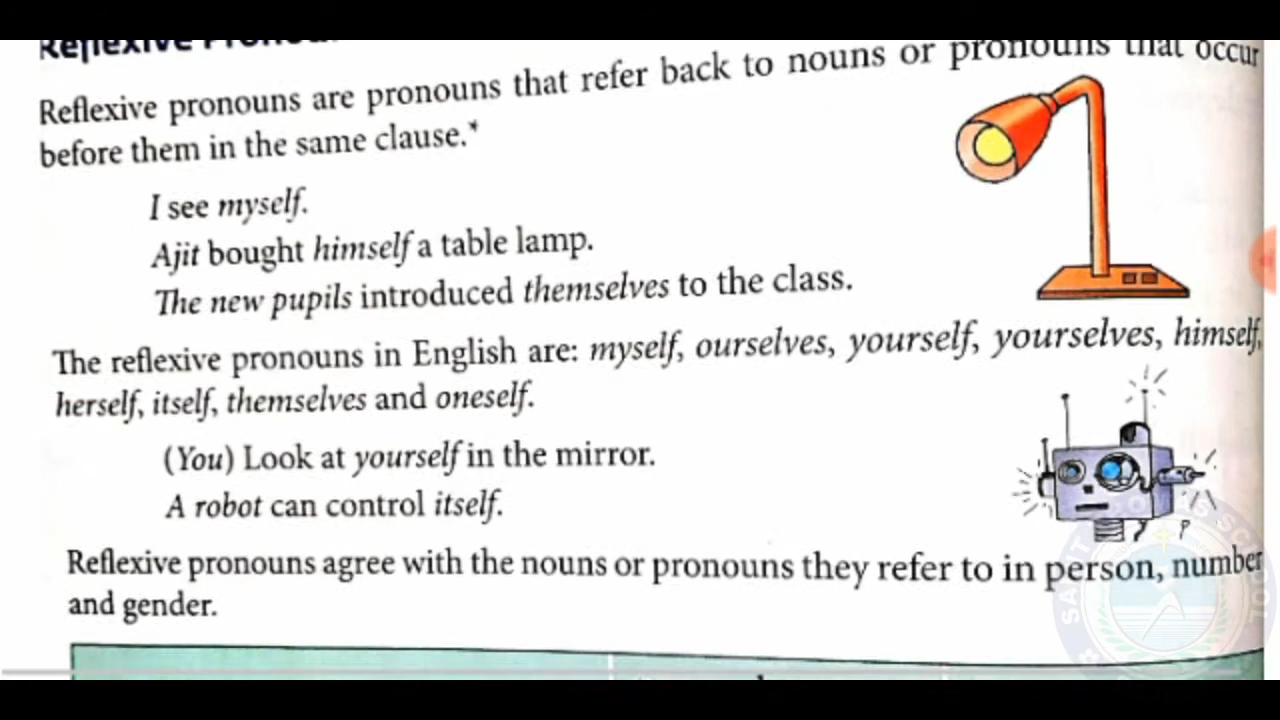 Reflexive Pronou
Reflexive pronouns are pronouns that refer back to nouns or pronouns that occur
before them in the same clause.*
I see myself.
Ajit bought himself a table lamp.
The new pupils introduced themselves to the class.
The reflexive pronouns in English are: myself, ourselves, yourself, yourselves, himself,
herself, itself, themselves and oneself.
(You) Look at yourself in the mirror.
A robot can control itself.
Reflexive pronouns agree with the nouns or pronouns they refer to in person, number
and gender.